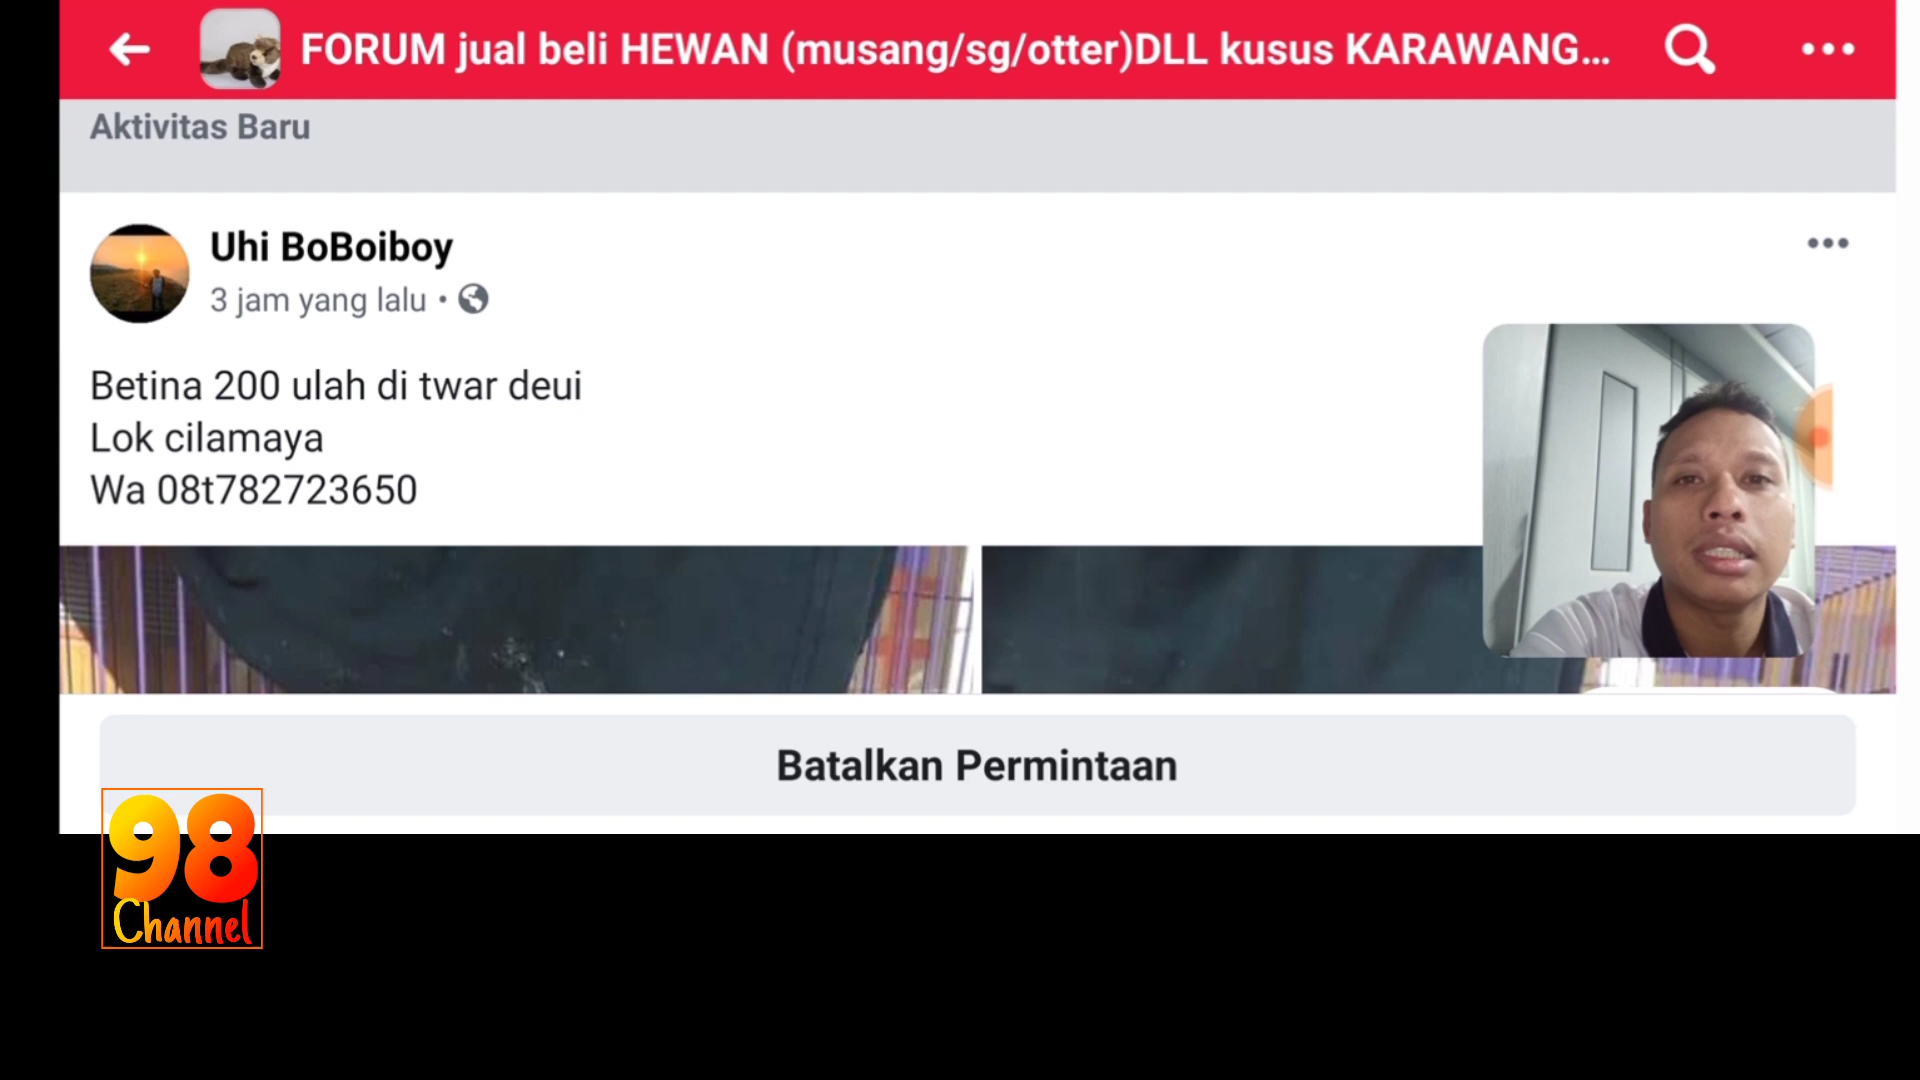 FORUM jual beli HEWAN (musang/sg/otter)DLL kusus KARAWANG...
Aktivitas Baru
Uhi BoBoiboy
3 jam yang lalu •
Betina 200 ulah di twar deui
Lok cilamaya
Wa 08t782723650
Batalkan Permintaan
98
Channel